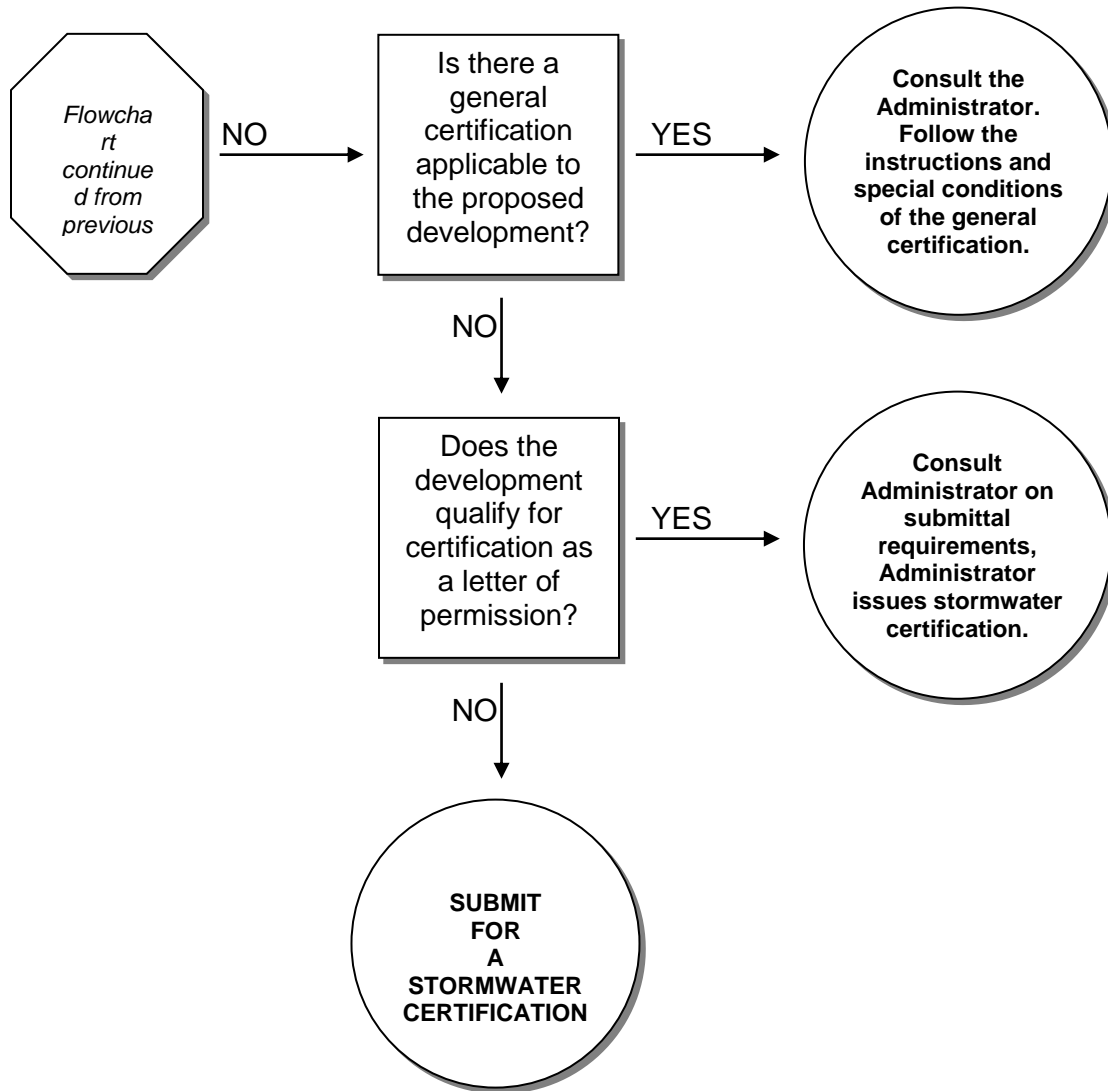 Flowcha
rt
continue
d from
previous
NO
Is there a
general
certification
applicable to
the proposed
development?
YES
Consult the
Administrator.
Follow the
instructions and
special conditions
of the general
certification.
NO
Does the
development
qualify for
certification as
a letter of
permission?
YES
Consult
Administrator on
submittal
requirements,
Administrator
issues stormwater
certification.
NO
SUBMIT
FOR
A
STORMWATER
CERTIFICATION